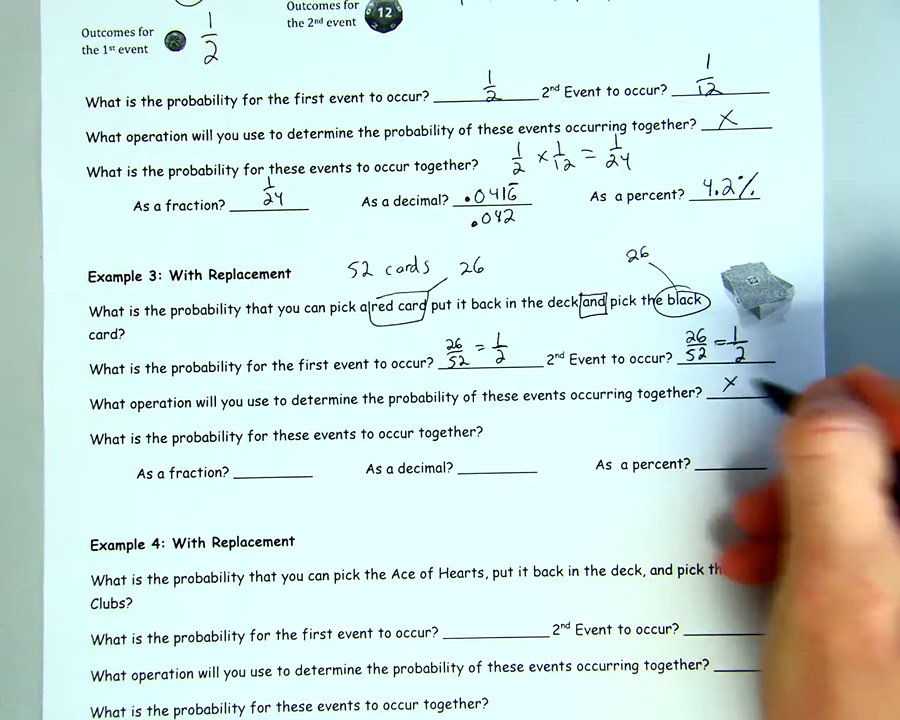 Outcomes for the 1st event 1/2
Outcomes for the 2nd event 12
What is the probability for the first event to occur? 1/2 2nd Event to occur? 1/12
What operation will you use to determine the probability of these events occurring together? ×
What is the probability for these events to occur together? 1/2 × 1/12 = 1/24
As a fraction? 1/24 As a decimal? .0416̅ .042 As a percent? 4.2%
Example 3: With Replacement 52 cards 26 26
What is the probability that you can pick a red card put it back in the deck and pick the black
card?
What is the probability for the first event to occur? 26/52 = 1/2 2nd Event to occur? 26/52 = 1/2
What operation will you use to determine the probability of these events occurring together? ×
What is the probability for these events to occur together?
As a fraction? As a decimal? As a percent?
Example 4: With Replacement
What is the probability that you can pick the Ace of Hearts, put it back in the deck, and pick
Clubs?
What is the probability for the first event to occur? 2nd Event to occur?
What operation will you use to determine the probability of these events occurring together?
What is the probability for these events to occur together?